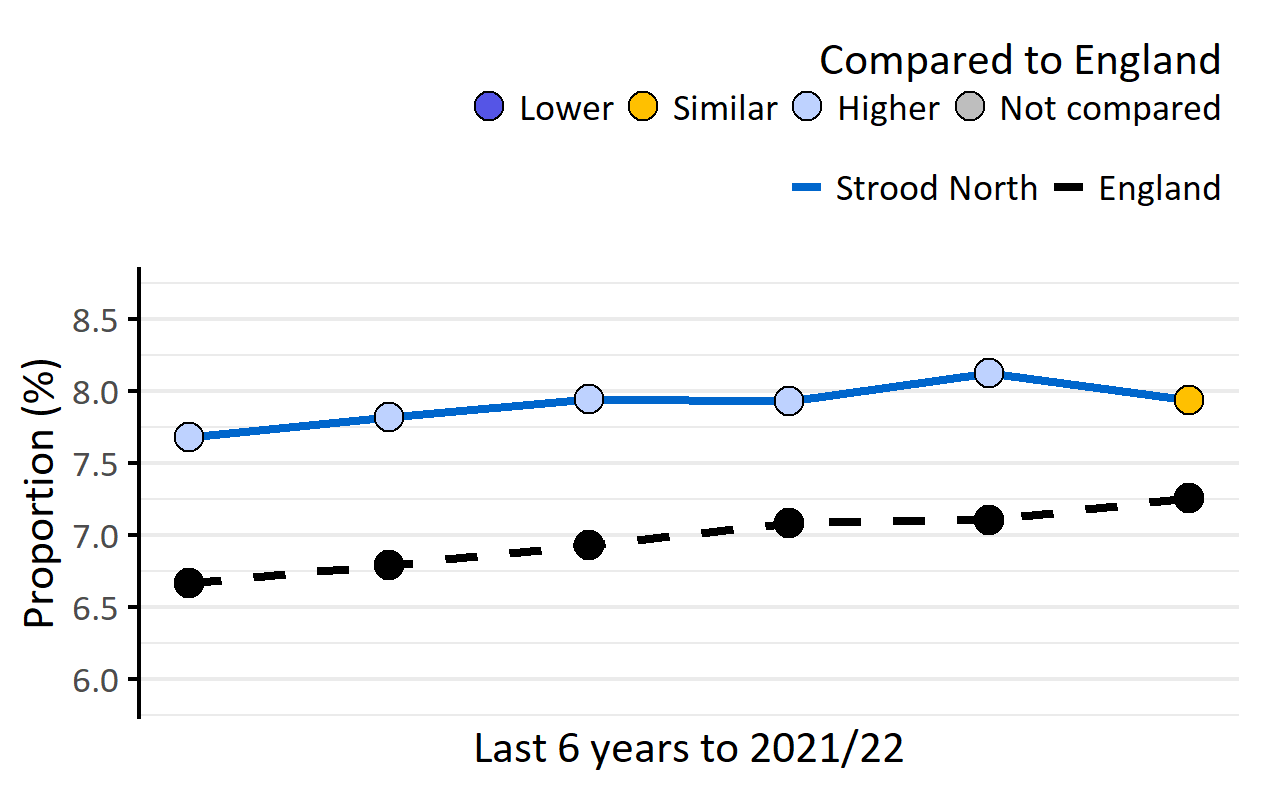 Compared to England
Lower Similar Higher Not compared
Strood North England
Proportion (%)
8.5
8.0
7.5
7.0
6.5
6.0
Last 6 years to 2021/22